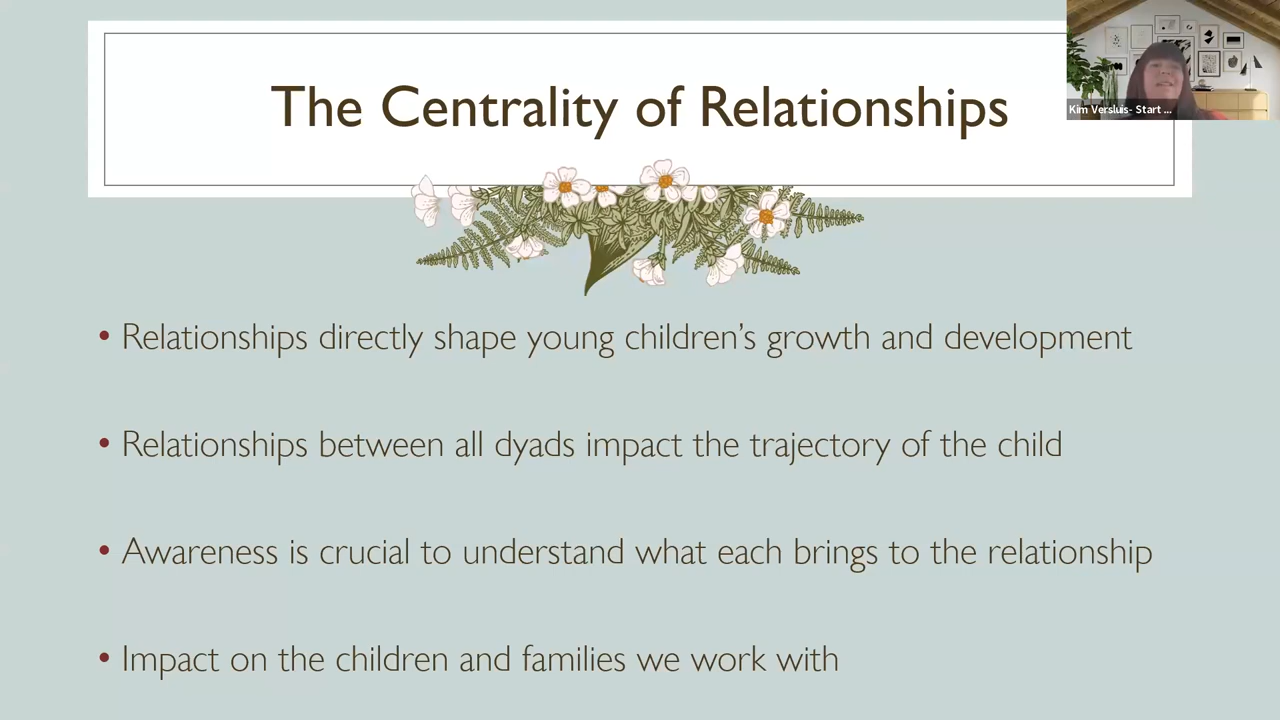 The Centrality of Relationships
Kim Versluis- Start ...
• Relationships directly shape young children’s growth and development
• Relationships between all dyads impact the trajectory of the child
• Awareness is crucial to understand what each brings to the relationship
• Impact on the children and families we work with